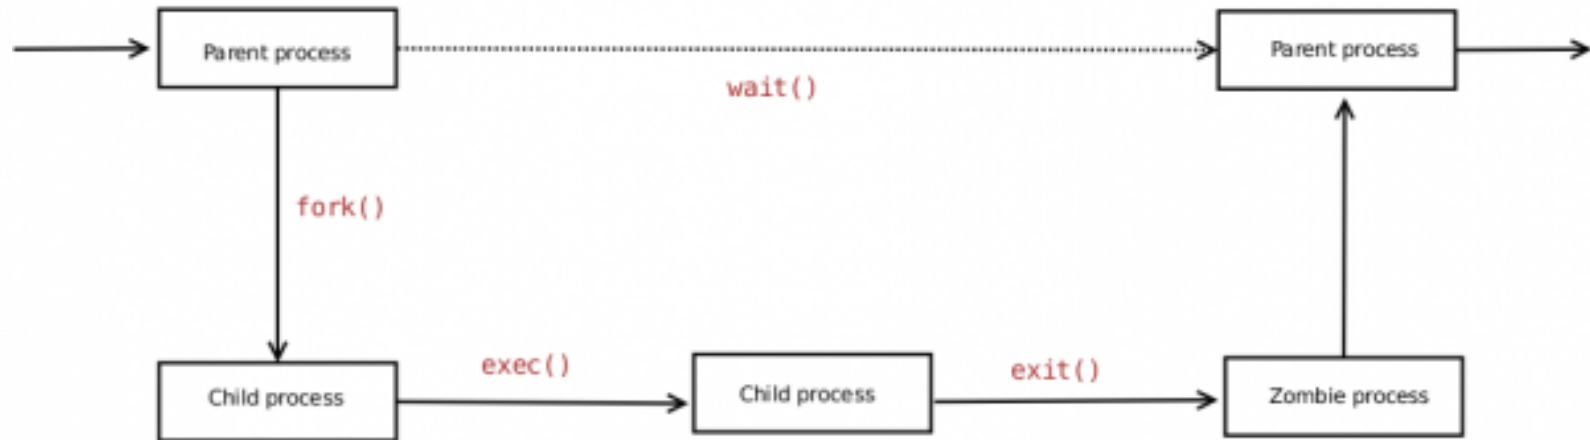 Parent process
Parent process
wait()
fork()
exec()
exit()
Child process
Child process
Zombie process